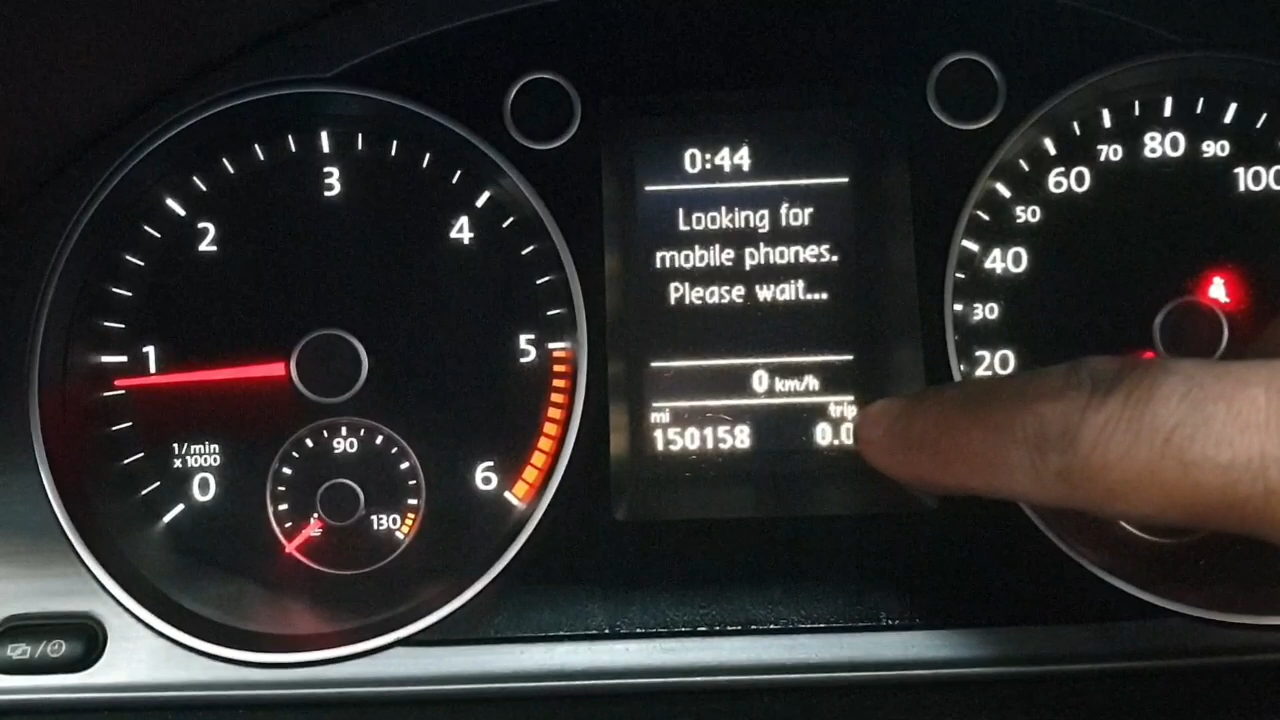 0:44
Looking for
mobile phones.
Please wait...
0 km/h
mi trip
150158 0.0
0
1
2
3
4
5
6
1/min
x 1000
90
130
20
30
40
50
60
70
80
90